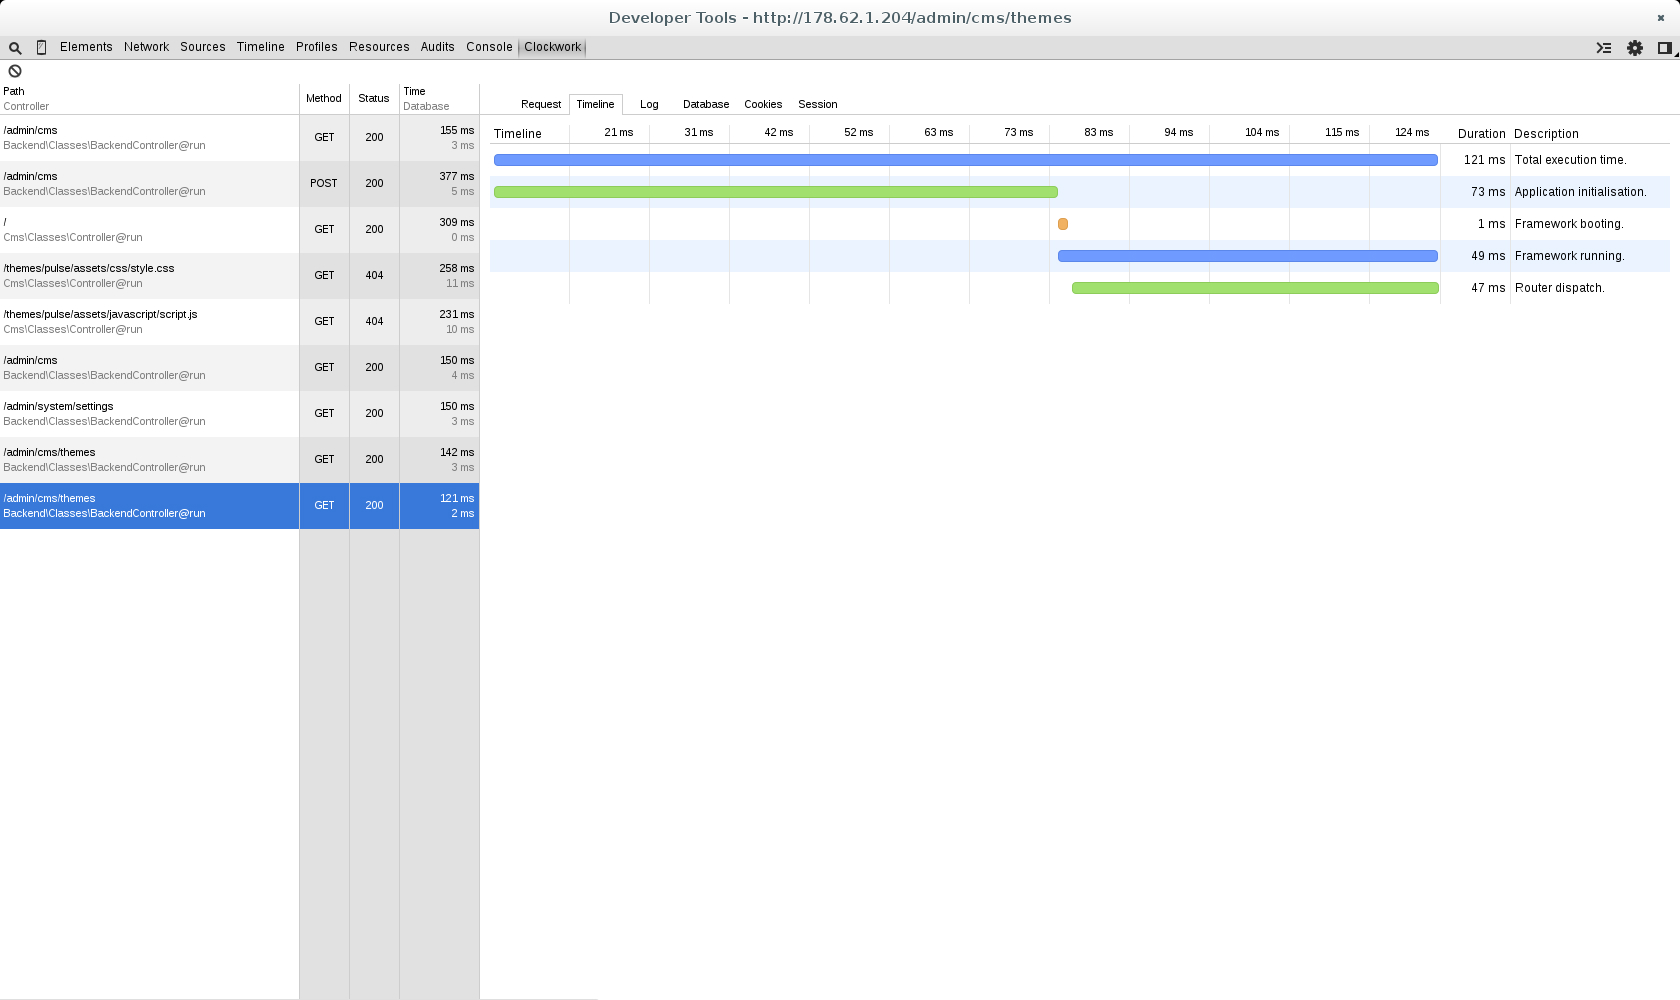 Developer Tools - http://178.62.1.204/admin/cms/themes
Elements Network Sources Timeline Profiles Resources Audits Console Clockwork
Path
Controller
Method Status
Time
Database
/admin/cms
Backend\Classes\BackendController@run
GET 200
155 ms
3 ms
/admin/cms
Backend\Classes\BackendController@run
POST 200
377 ms
5 ms
/
Cms\Classes\Controller@run
GET 200
309 ms
0 ms
/themes/pulse/assets/css/style.css
Cms\Classes\Controller@run
GET 404
258 ms
11 ms
/themes/pulse/assets/javascript/script.js
Cms\Classes\Controller@run
GET 404
231 ms
10 ms
/admin/cms
Backend\Classes\BackendController@run
GET 200
150 ms
4 ms
/admin/system/settings
Backend\Classes\BackendController@run
GET 200
150 ms
3 ms
/admin/cms/themes
Backend\Classes\BackendController@run
GET 200
142 ms
3 ms
/admin/cms/themes
Backend\Classes\BackendController@run
GET 200
121 ms
2 ms
Request Timeline Log Database Cookies Session
Timeline 21 ms 31 ms 42 ms 52 ms 63 ms 73 ms 83 ms 94 ms 104 ms 115 ms 124 ms Duration Description
121 ms Total execution time.
73 ms Application initialisation.
1 ms Framework booting.
49 ms Framework running.
47 ms Router dispatch.